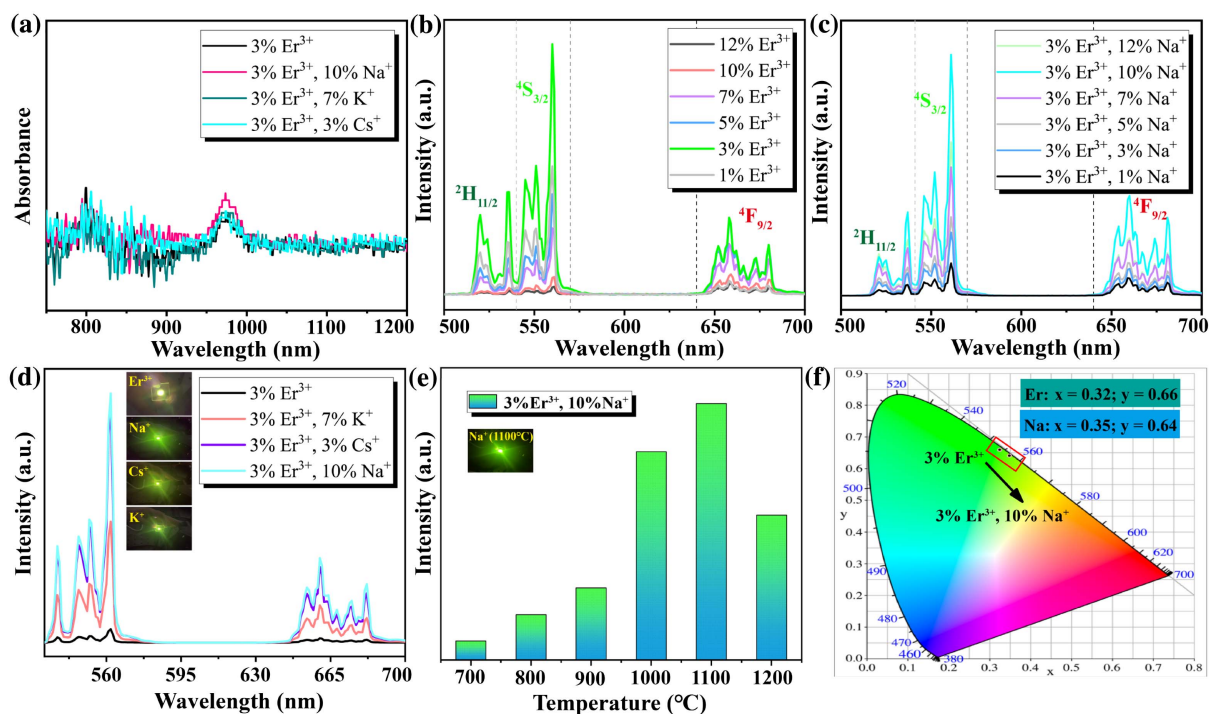 (a)
3% Er³⁺
3% Er³⁺, 10% Na⁺
3% Er³⁺, 7% K⁺
3% Er³⁺, 3% Cs⁺
Absorbance
800 900 1000 1100 1200
Wavelength (nm)
(b)
12% Er³⁺
10% Er³⁺
7% Er³⁺
5% Er³⁺
3% Er³⁺
1% Er³⁺
⁴S₃/₂
²H₁₁/₂
⁴F₉/₂
Intensity (a.u.)
500 550 600 650 700
Wavelength (nm)
(c)
3% Er³⁺, 12% Na⁺
3% Er³⁺, 10% Na⁺
3% Er³⁺, 7% Na⁺
3% Er³⁺, 5% Na⁺
3% Er³⁺, 3% Na⁺
3% Er³⁺, 1% Na⁺
⁴S₃/₂
²H₁₁/₂
⁴F₉/₂
Intensity (a.u.)
500 550 600 650 700
Wavelength (nm)
(d)
Er³⁺
Na⁺
Cs⁺
K⁺
3% Er³⁺
3% Er³⁺, 7% K⁺
3% Er³⁺, 3% Cs⁺
3% Er³⁺, 10% Na⁺
Intensity (a.u.)
560 595 630 665 700
Wavelength (nm)
(e)
3%Er³⁺, 10%Na⁺
Na⁺ (1100℃)
Intensity (a.u.)
700 800 900 1000 1100 1200
Temperature (℃)
(f)
Er: x = 0.32; y = 0.66
Na: x = 0.35; y = 0.64
3% Er³⁺
3% Er³⁺, 10% Na⁺
520
540
560
580
600
620
700
500
490
480
470
460
380
0.9
0.8
0.7
0.6
0.5
y
0.4
0.3
0.2
0.1
0.0
0.0 0.1 0.2 0.3 0.4 0.5 0.6 0.7 0.8
x